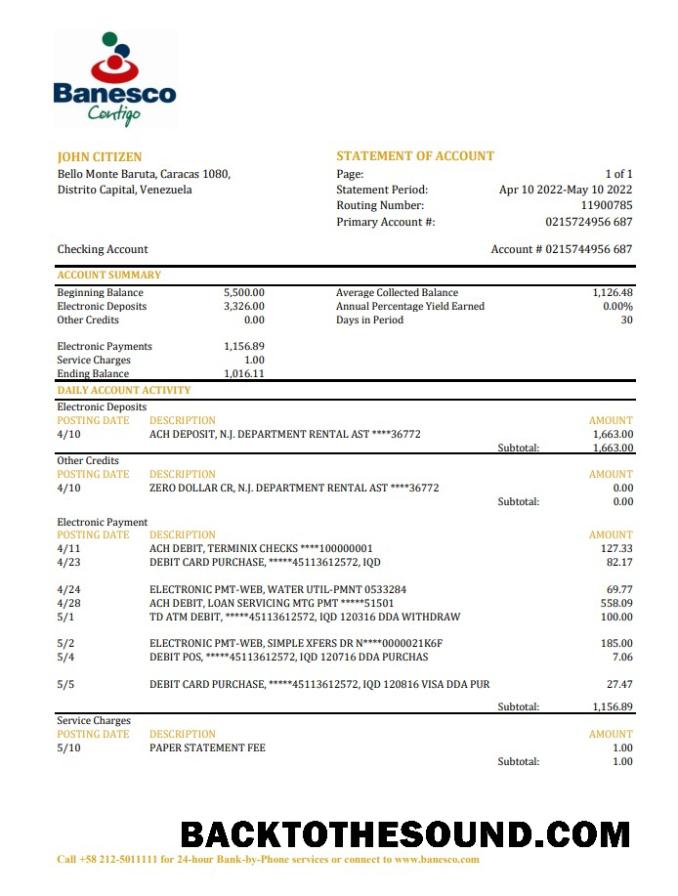 Banesco
Contigo
JOHN CITIZEN
Bello Monte Baruta, Caracas 1080,
Distrito Capital, Venezuela
STATEMENT OF ACCOUNT
Page: 1 of 1
Statement Period: Apr 10 2022-May 10 2022
Routing Number: 11900785
Primary Account #: 0215724956 687
Checking Account Account # 0215744956 687
ACCOUNT SUMMARY
Beginning Balance 5,500.00 Average Collected Balance 1,126.48
Electronic Deposits 3,326.00 Annual Percentage Yield Earned 0.00%
Other Credits 0.00 Days in Period 30
Electronic Payments 1,156.89
Service Charges 1.00
Ending Balance 1,016.11
DAILY ACCOUNT ACTIVITY
Electronic Deposits
POSTING DATE DESCRIPTION AMOUNT
4/10 ACH DEPOSIT, N.J. DEPARTMENT RENTAL AST ****36772 1,663.00
Subtotal: 1,663.00
Other Credits
POSTING DATE DESCRIPTION AMOUNT
4/10 ZERO DOLLAR CR, N.J. DEPARTMENT RENTAL AST ****36772 0.00
Subtotal: 0.00
Electronic Payment
POSTING DATE DESCRIPTION AMOUNT
4/11 ACH DEBIT, TERMINIX CHECKS ****100000001 127.33
4/23 DEBIT CARD PURCHASE, *****45113612572, IQD 82.17
4/24 ELECTRONIC PMT-WEB, WATER UTIL-PMNT 0533284 69.77
4/28 ACH DEBIT, LOAN SERVICING MTG PMT *****51501 558.09
5/1 TD ATM DEBIT, *****45113612572, IQD 120316 DDA WITHDRAW 100.00
5/2 ELECTRONIC PMT-WEB, SIMPLE XFERS DR N****0000021K6F 185.00
5/4 DEBIT POS, *****45113612572, IQD 120716 DDA PURCHAS 7.06
5/5 DEBIT CARD PURCHASE, *****45113612572, IQD 120816 VISA DDA PUR 27.47
Subtotal: 1,156.89
Service Charges
POSTING DATE DESCRIPTION AMOUNT
5/10 PAPER STATEMENT FEE 1.00
Subtotal: 1.00
BACKTOTHESOUND.COM
Call +58 212-5011111 for 24-hour Bank-by-Phone services or connect to www.banesco.com